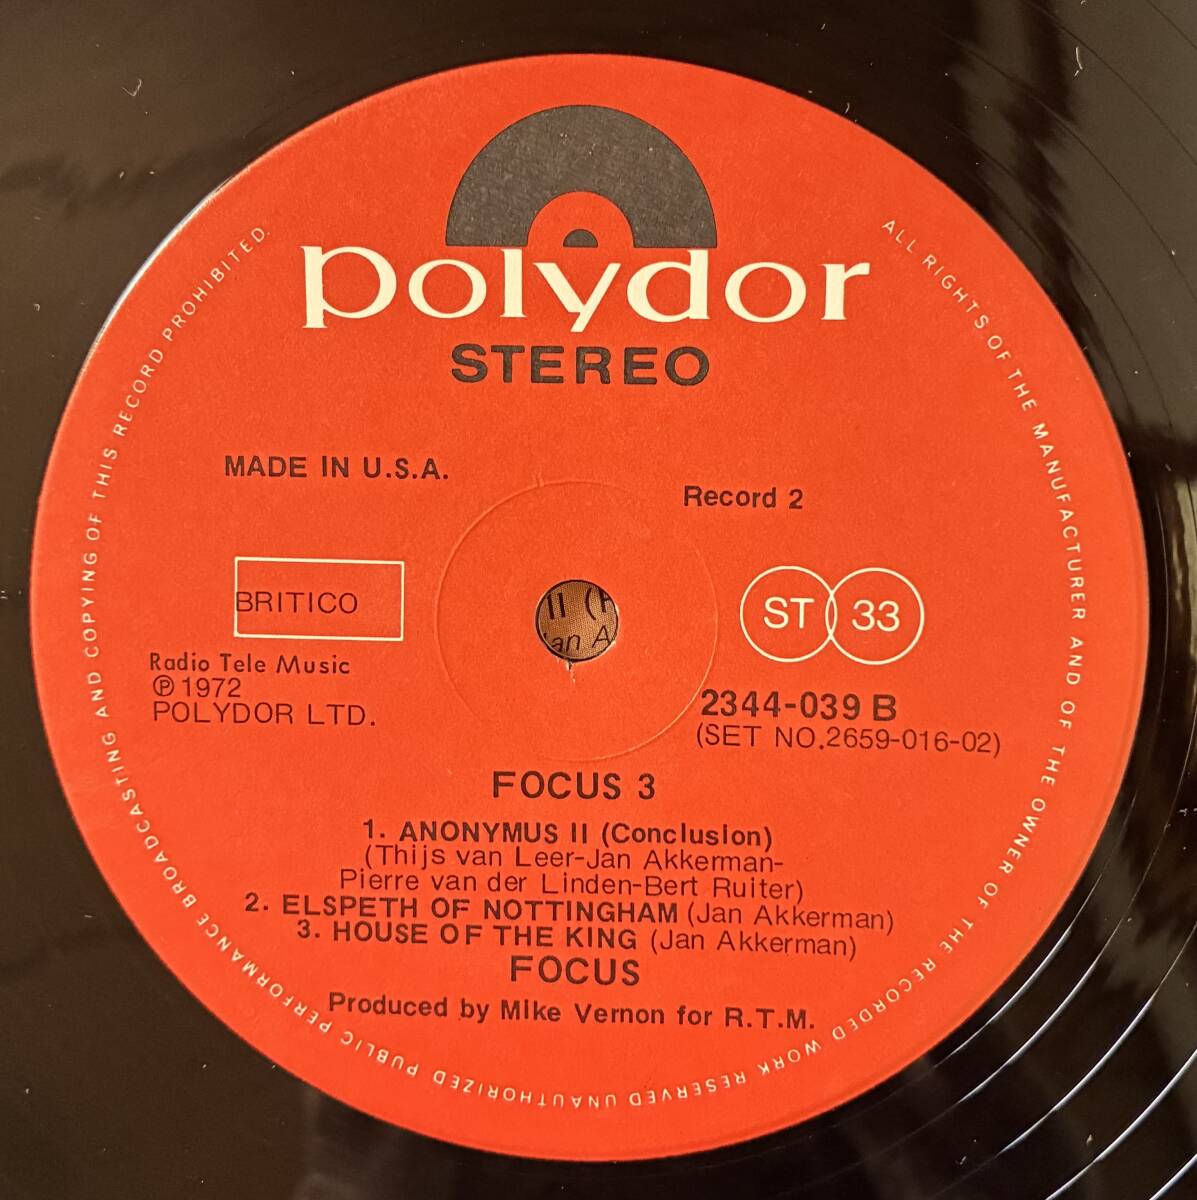 polydor
STEREO
MADE IN U.S.A.
Record 2
BRITICO
ST 33
Radio Tele Music
Ⓟ 1972
POLYDOR LTD.
2344-039 B
(SET NO.2659-016-02)
FOCUS 3
1. ANONYMUS II (Conclusion)
(Thijs van Leer-Jan Akkerman-
Pierre van der Linden-Bert Ruiter)
2. ELSPETH OF NOTTINGHAM (Jan Akkerman)
3. HOUSE OF THE KING (Jan Akkerman)
FOCUS
Produced by Mike Vernon for R.T.M.
ALL RIGHTS OF THE MANUFACTURER AND OF THE OWNER OF THE RECORDED WORK RESERVED UNAUTHORIZED PUBLIC PERFORMANCE BROADCASTING AND COPYING OF THIS RECORD PROHIBITED.
II (
an A